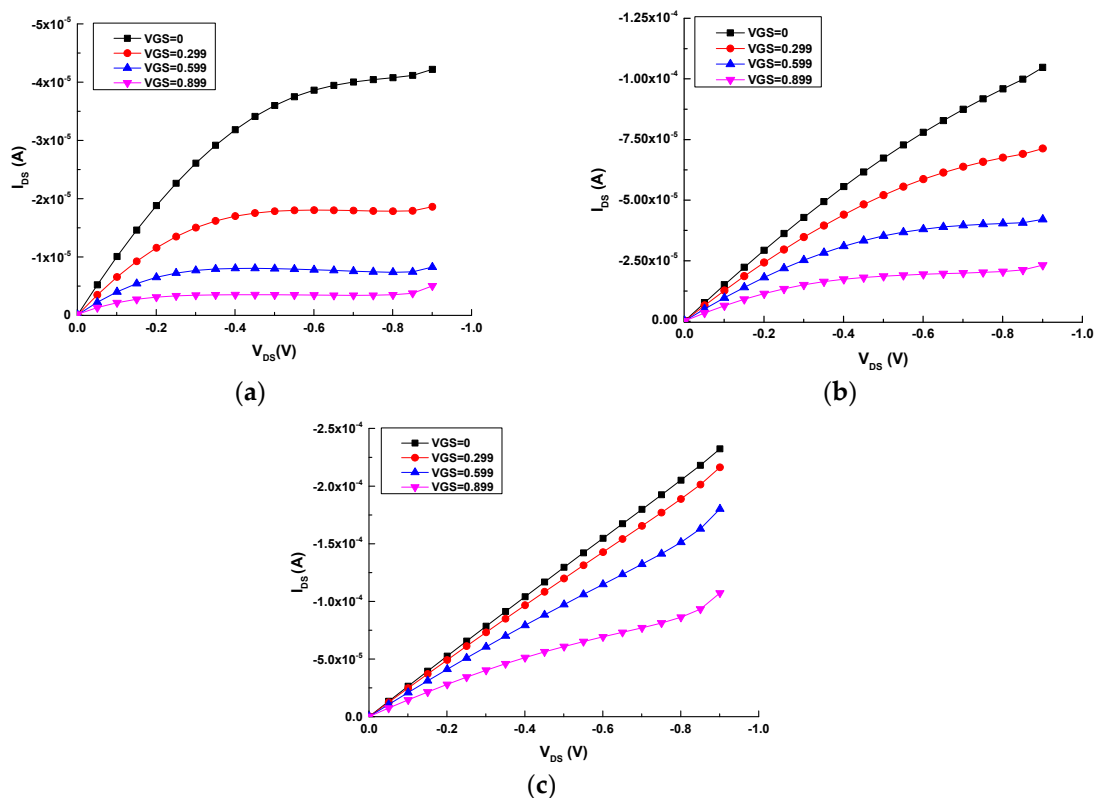 -5x10⁻⁵
-4x10⁻⁵
-3x10⁻⁵
-2x10⁻⁵
-1x10⁻⁵
0
I_DS (A)
VGS=0
VGS=0.299
VGS=0.599
VGS=0.899
0.0 -0.2 -0.4 -0.6 -0.8 -1.0
V_DS(V)
(a)
-1.25x10⁻⁴
-1.00x10⁻⁴
-7.50x10⁻⁵
-5.00x10⁻⁵
-2.50x10⁻⁵
0.00
I_DS (A)
VGS=0
VGS=0.299
VGS=0.599
VGS=0.899
0.0 -0.2 -0.4 -0.6 -0.8 -1.0
V_DS (V)
(b)
-2.5x10⁻⁴
-2.0x10⁻⁴
-1.5x10⁻⁴
-1.0x10⁻⁴
-5.0x10⁻⁵
0.0
I_DS (A)
VGS=0
VGS=0.299
VGS=0.599
VGS=0.899
0.0 -0.2 -0.4 -0.6 -0.8 -1.0
V_DS (V)
(c)